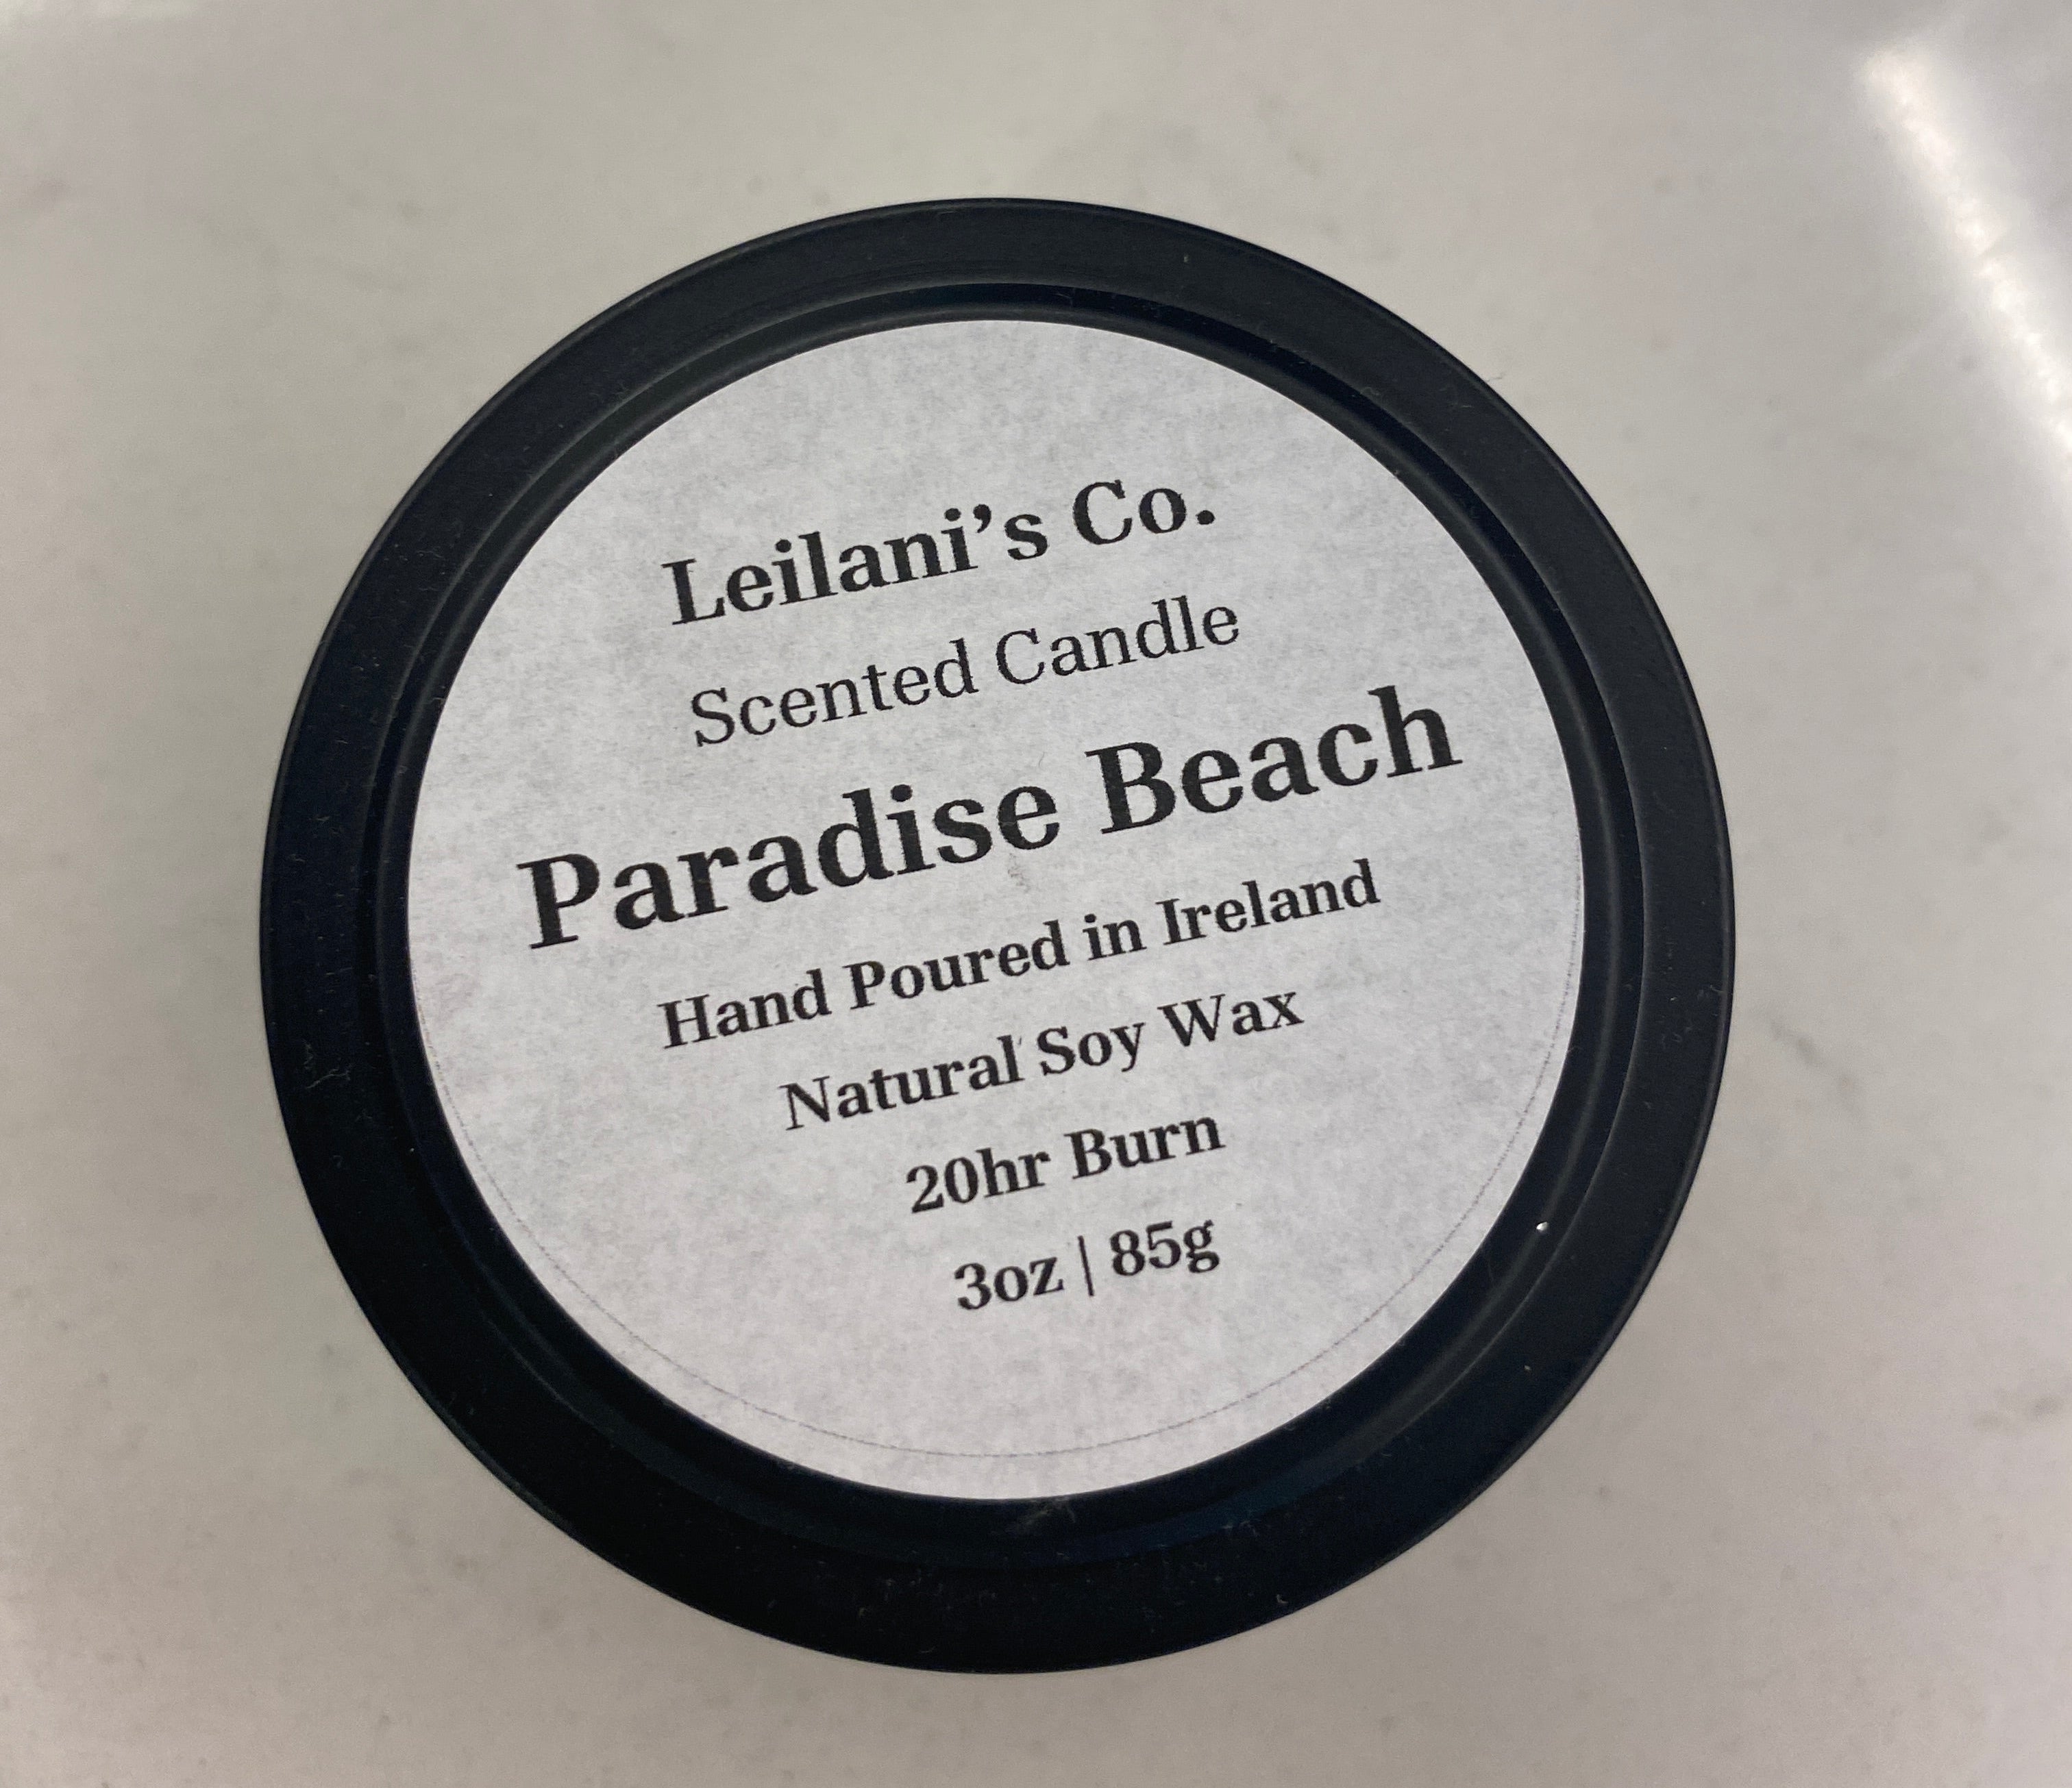 Leilani’s Co.
Scented Candle
Paradise Beach
Hand Poured in Ireland
Natural Soy Wax
20hr Burn
3oz | 85g